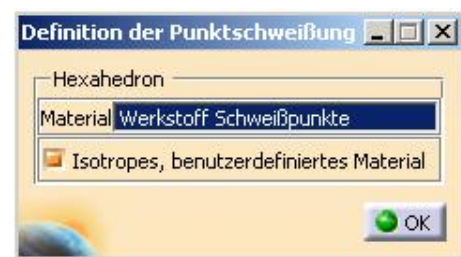 Definition der Punktschweißung
Hexahedron
Material Werkstoff Schweißpunkte
Isotropes, benutzerdefiniertes Material
OK